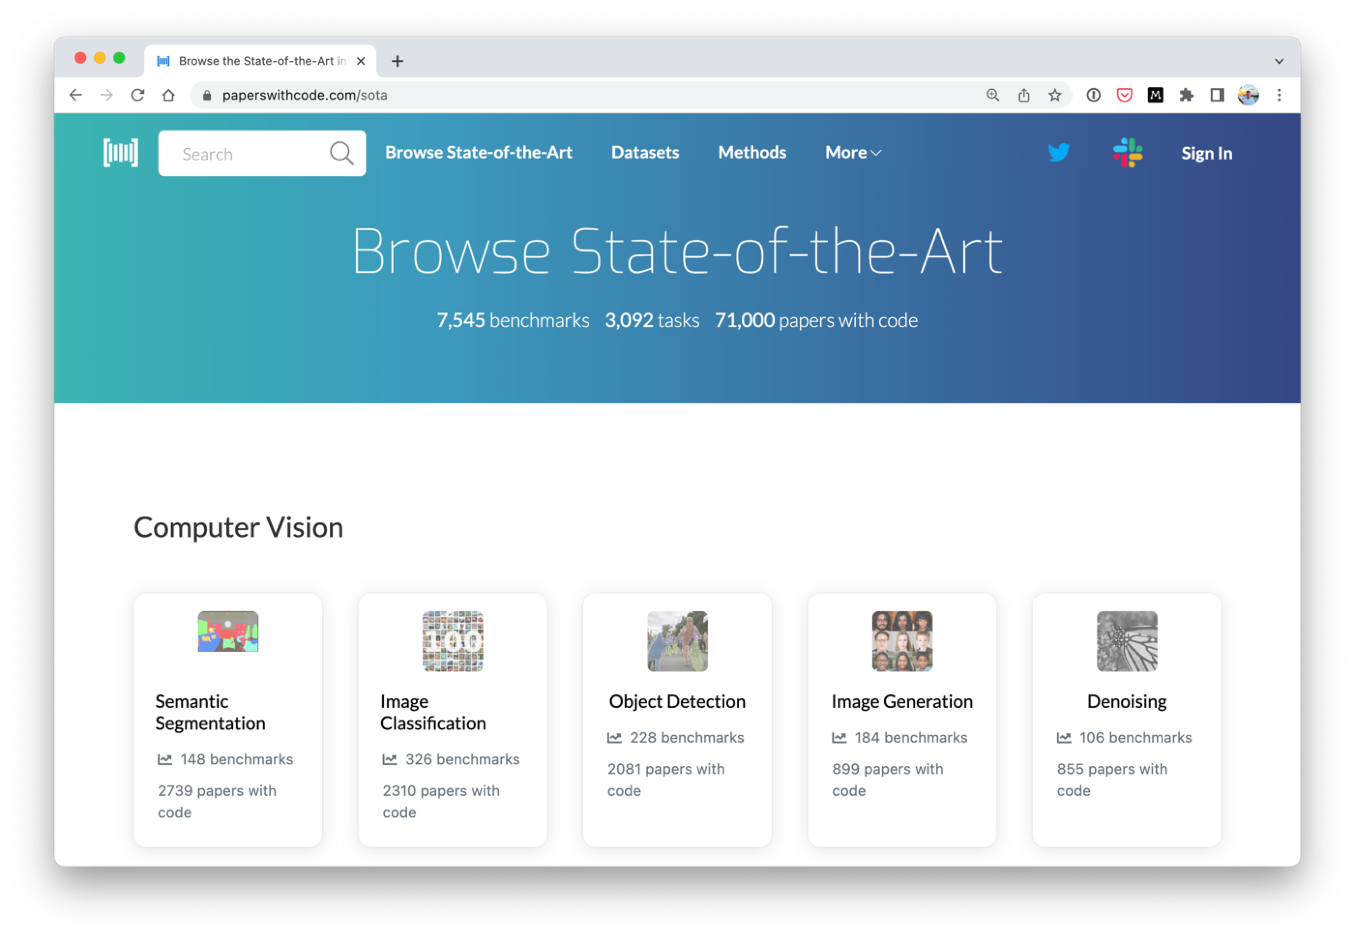 Browse the State-of-the-Art in
paperswithcode.com/sota
Search
Browse State-of-the-Art
Datasets
Methods
More
Sign In
Browse State-of-the-Art
7,545 benchmarks 3,092 tasks 71,000 papers with code
Computer Vision
100
Semantic
Segmentation
148 benchmarks
2739 papers with
code
Image
Classification
326 benchmarks
2310 papers with
code
Object Detection
228 benchmarks
2081 papers with
code
Image Generation
184 benchmarks
899 papers with
code
Denoising
106 benchmarks
855 papers with
code